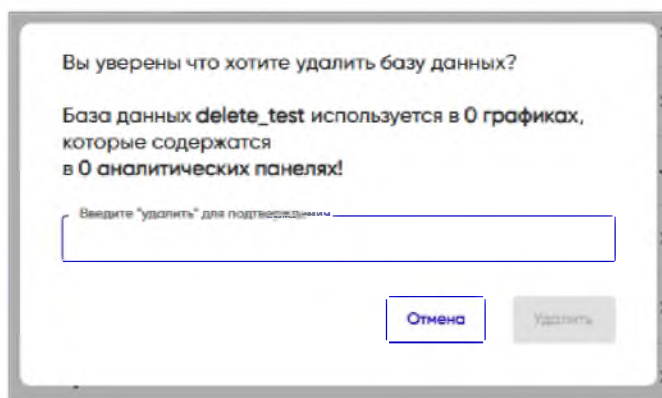 Вы уверены что хотите удалить базу данных?
База данных delete_test используется в 0 графиках,
которые содержатся
в 0 аналитических панелях!
Введите "удалить" для подтверждения
Отмена
Удалить